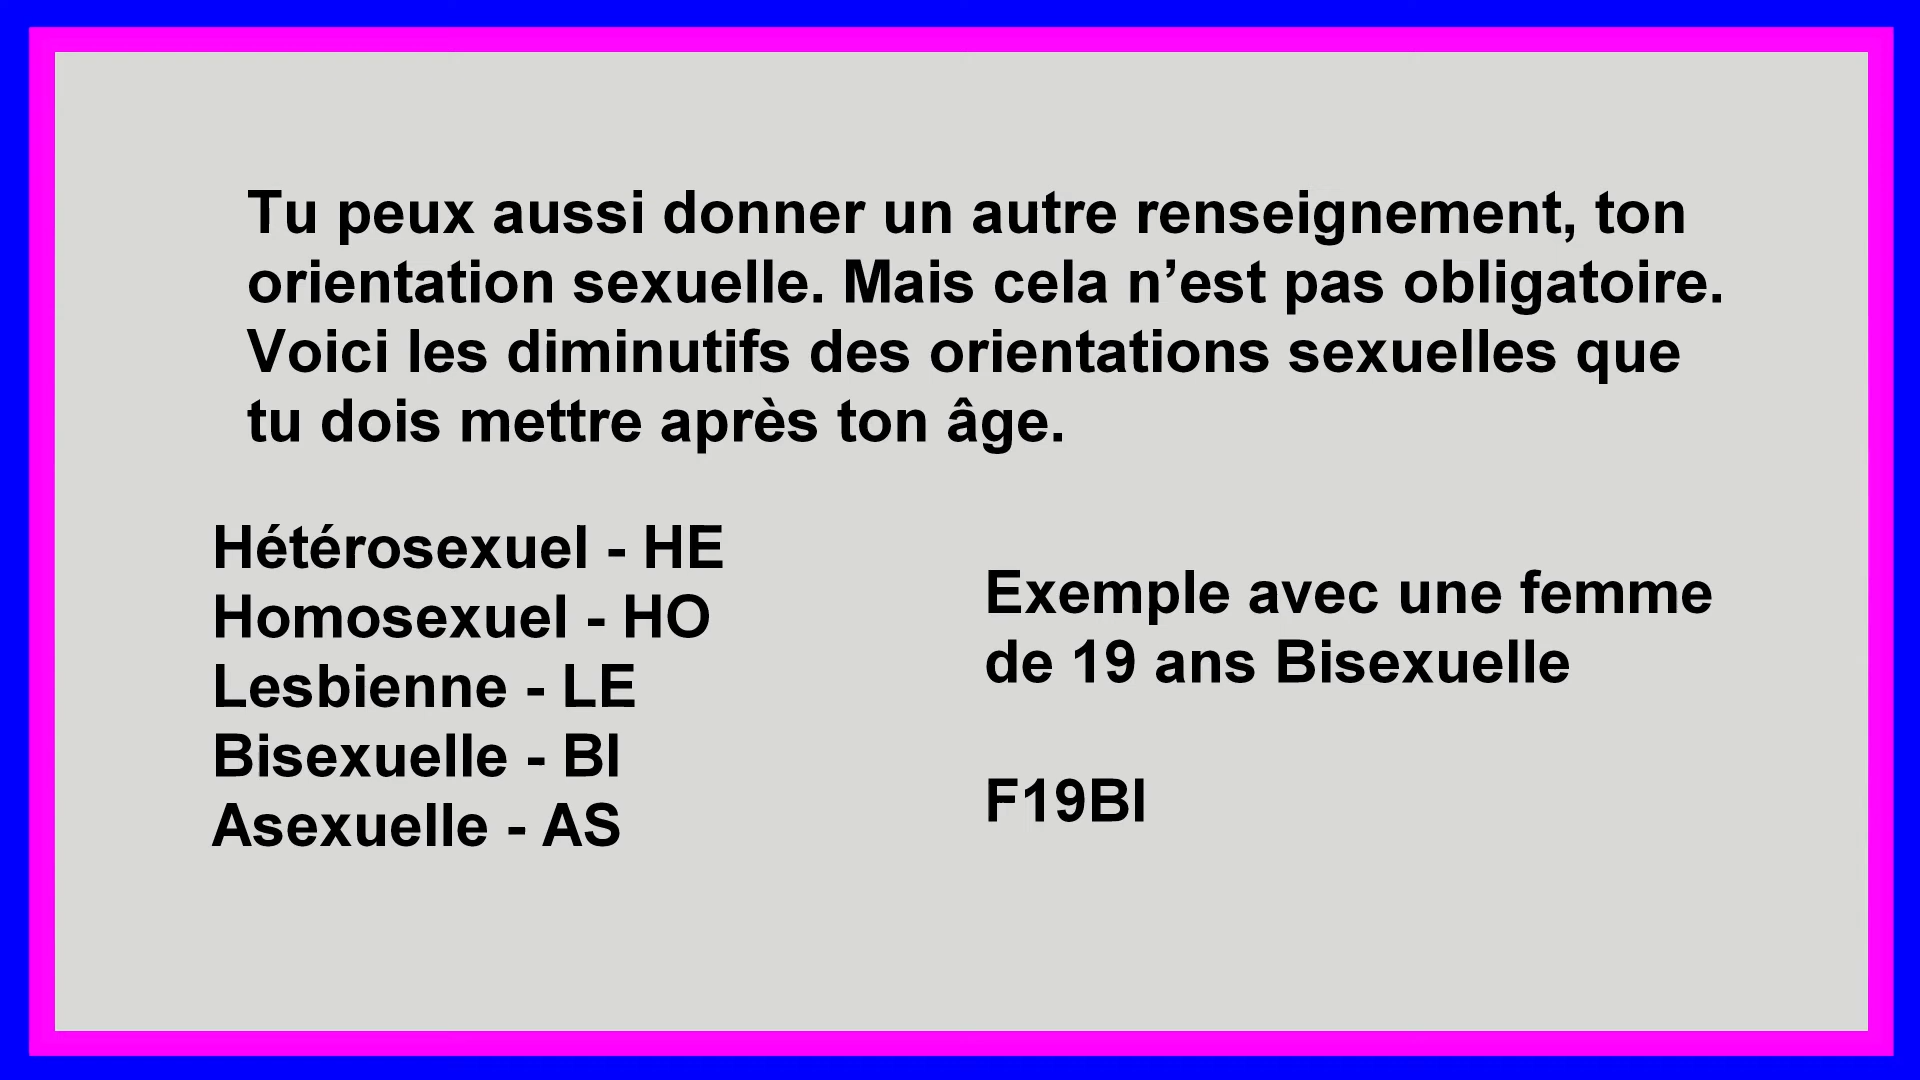 Tu peux aussi donner un autre renseignement, ton
orientation sexuelle. Mais cela n’est pas obligatoire.
Voici les diminutifs des orientations sexuelles que
tu dois mettre après ton âge.
Hétérosexuel - HE
Homosexuel - HO
Lesbienne - LE
Bisexuelle - BI
Asexuelle - AS
Exemple avec une femme
de 19 ans Bisexuelle
F19BI